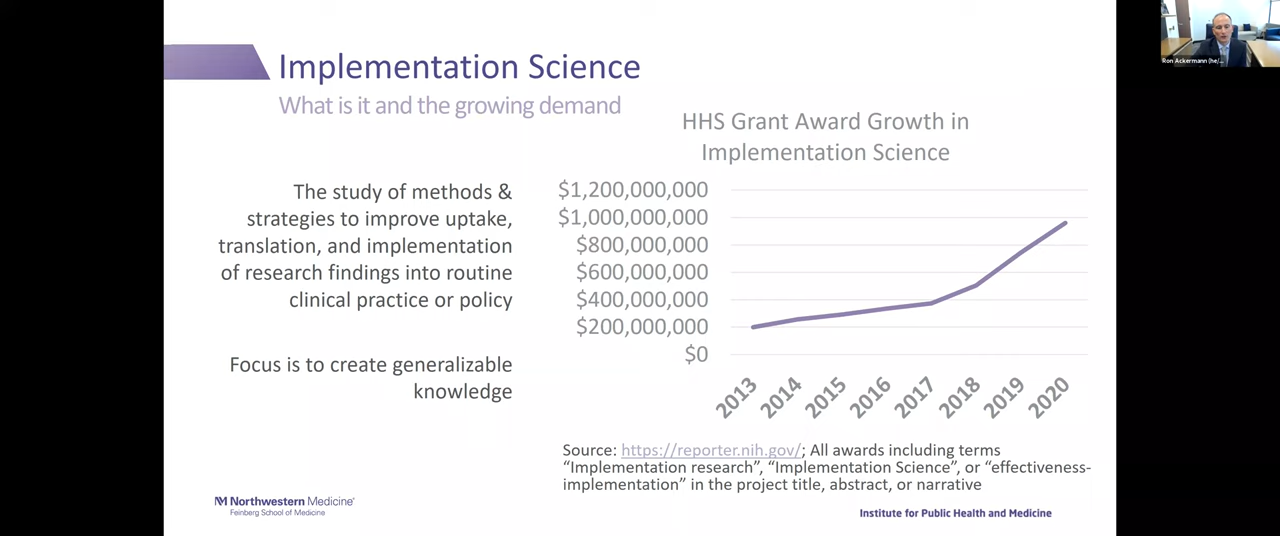 Implementation Science
What is it and the growing demand
The study of methods &
strategies to improve uptake,
translation, and implementation
of research findings into routine
clinical practice or policy
Focus is to create generalizable
knowledge
HHS Grant Award Growth in
Implementation Science
$1,200,000,000
$1,000,000,000
$800,000,000
$600,000,000
$400,000,000
$200,000,000
$0
2013
2014
2015
2016
2017
2018
2019
2020
Source: https://reporter.nih.gov/; All awards including terms
“Implementation research”, “Implementation Science”, or “effectiveness-
implementation” in the project title, abstract, or narrative
Northwestern Medicine®
Feinberg School of Medicine
Institute for Public Health and Medicine
Ron Ackermann (he/...